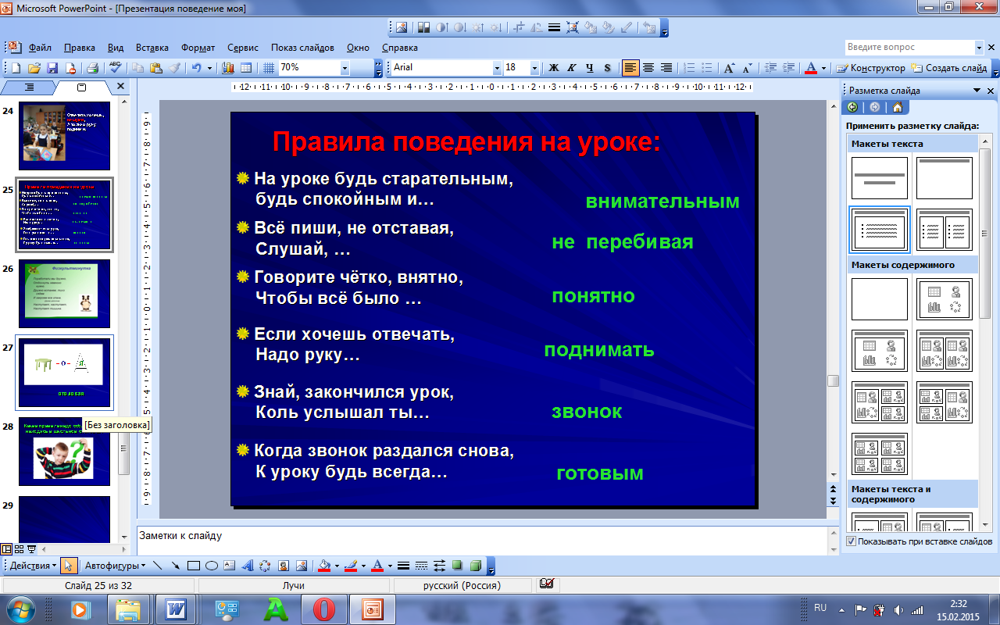 Microsoft PowerPoint - [Презентация поведение моя]
Файл Правка Вид Вставка Формат Сервис Показ слайдов Окно Справка
Введите вопрос
70% Arial 18 Ж К Ч S Конструктор Создать слайд
24
25
26
Физкультминутка
27
столовая
28
[Без заголовка]
29
Правила поведения на уроке:
На уроке будь старательным,
будь спокойным и…
внимательным
Всё пиши, не отставая,
Слушай, …
не перебивая
Говорите чётко, внятно,
Чтобы всё было …
понятно
Если хочешь отвечать,
Надо руку…
поднимать
Знай, закончился урок,
Коль услышал ты…
звонок
Когда звонок раздался снова,
К уроку будь всегда…
готовым
Разметка слайда
Применить разметку слайда:
Макеты текста
Макеты содержимого
Макеты текста и
содержимого
Показывать при вставке слайдов
Заметки к слайду
Действия Автофигуры
Слайд 25 из 32 Лучи русский (Россия)
RU 2:32
15.02.2015